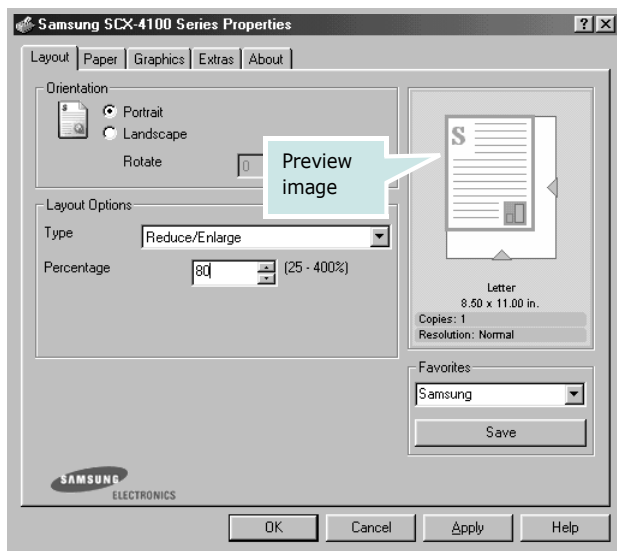 Samsung SCX-4100 Series Properties
Layout Paper Graphics Extras About
Orientation
Portrait
Landscape
Rotate 0
Preview
image
Layout Options
Type Reduce/Enlarge
Percentage 80 (25 - 400%)
S
Letter
8.50 x 11.00 in.
Copies: 1
Resolution: Normal
Favorites
Samsung
Save
SAMSUNG
ELECTRONICS
OK Cancel Apply Help